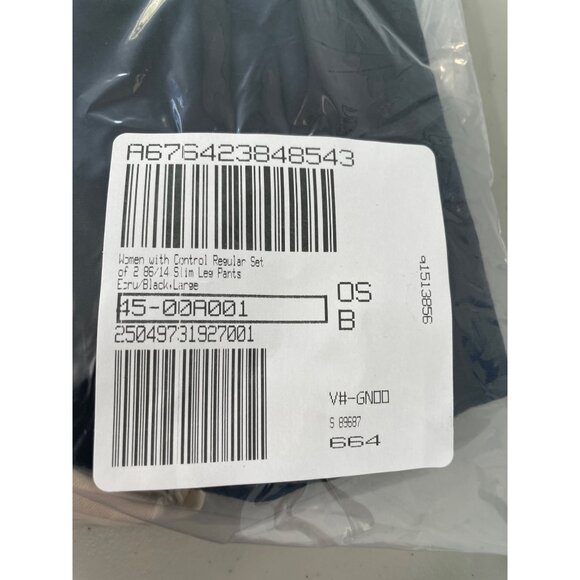 A676423848543
Women with Control Regular Set
of 2 86/14 Slim Leg Pants
Ecru/Black,Large
45-00A001
OS
B
25049731927001
V#-GN00
S 89687
664
q1513856